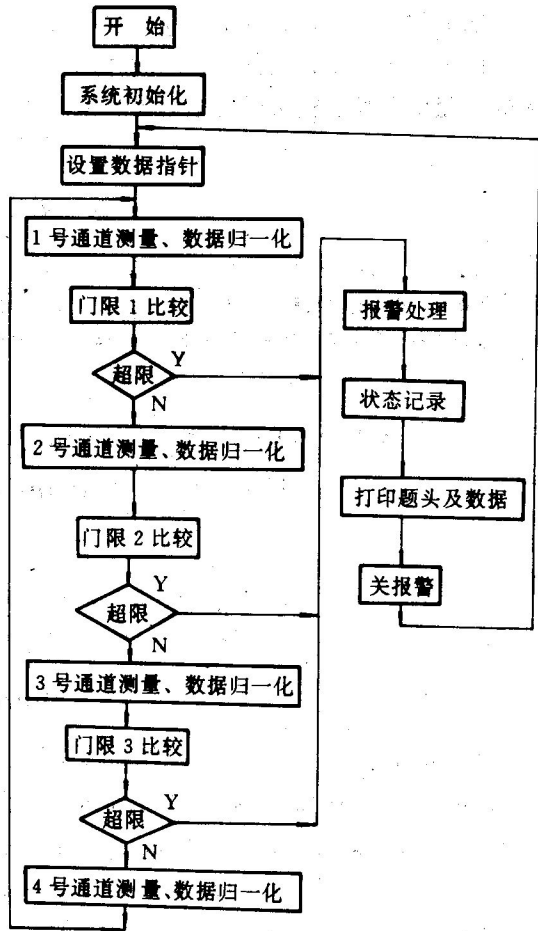 开 始
系统初始化
设置数据指针
1号通道测量、数据归一化
门限1比较
超限
Y
N
2号通道测量、数据归一化
门限2比较
超限
Y
N
3号通道测量、数据归一化
门限3比较
超限
Y
N
4号通道测量、数据归一化
报警处理
状态记录
打印题头及数据
关报警